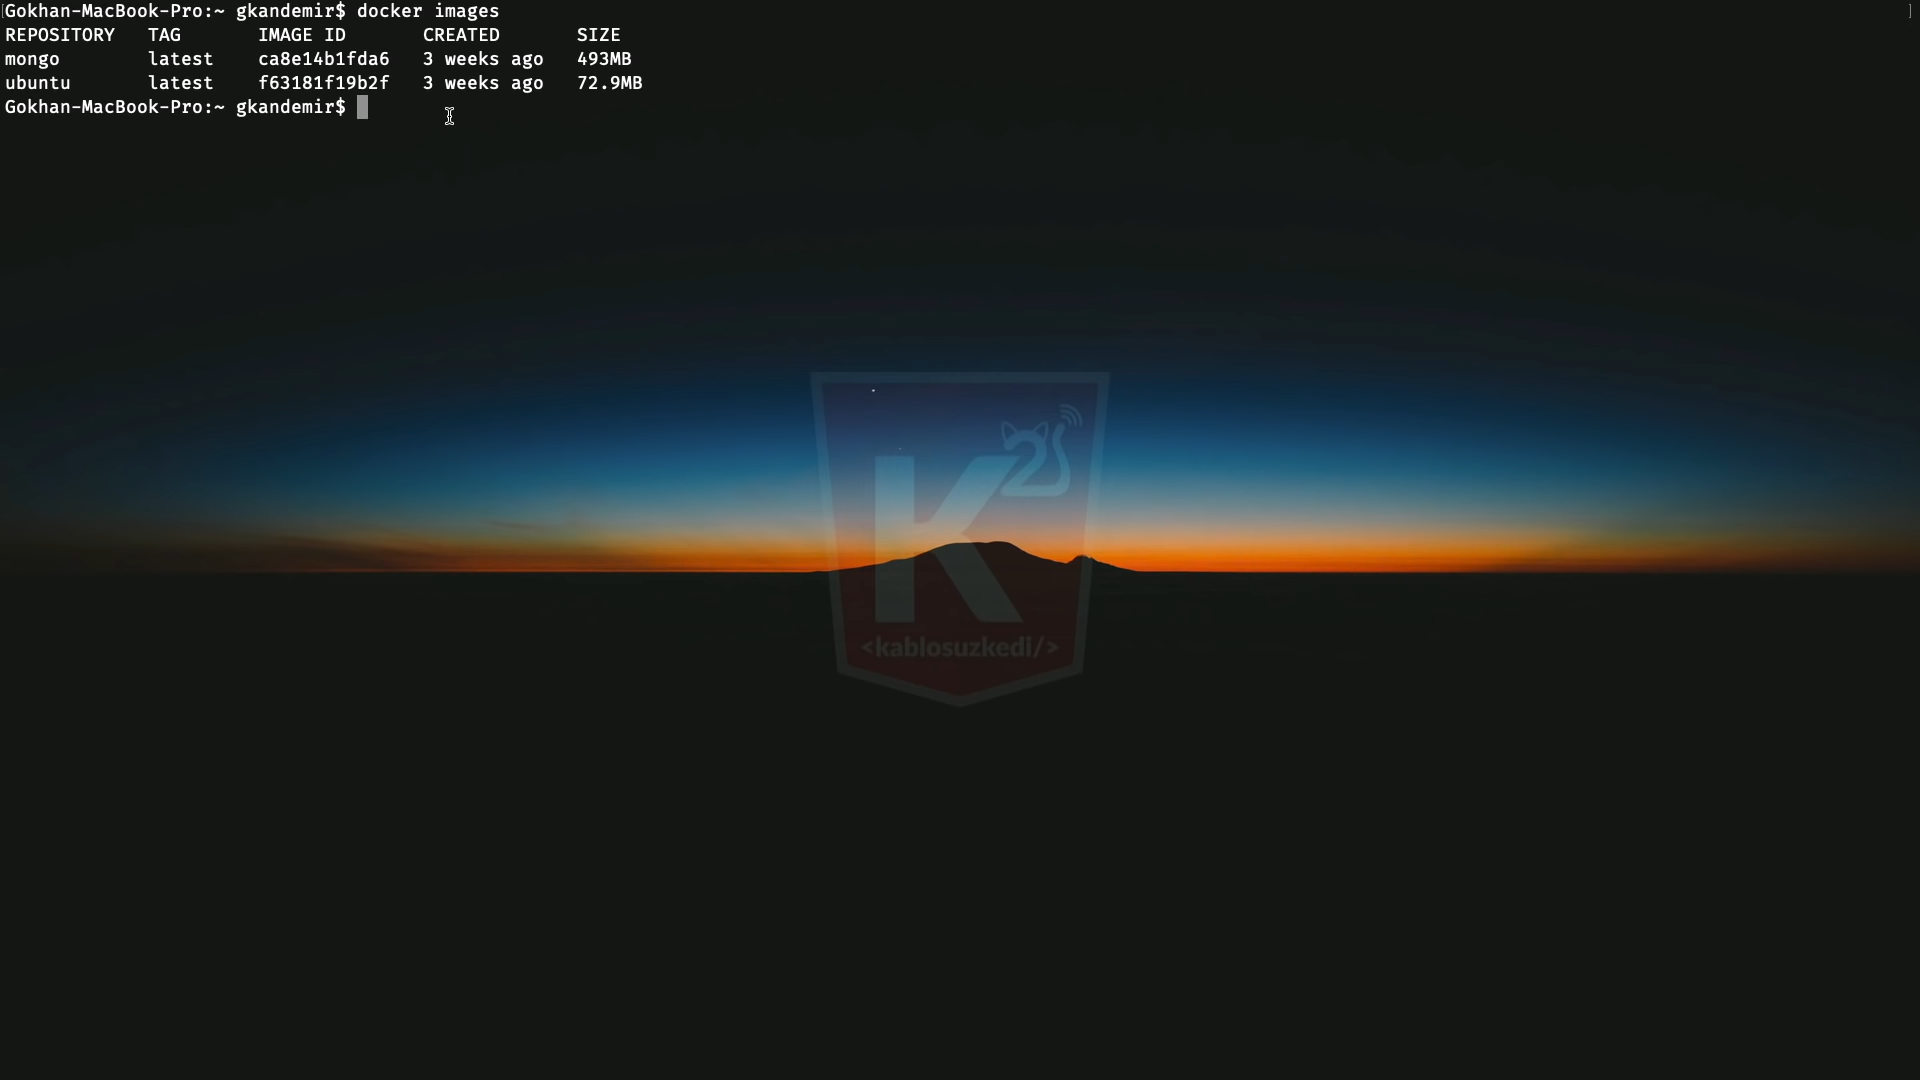 Gokhan-MacBook-Pro:~ gkandemir$ docker images
REPOSITORY   TAG       IMAGE ID       CREATED       SIZE
mongo        latest    ca8e14b1fda6   3 weeks ago   493MB
ubuntu       latest    f63181f19b2f   3 weeks ago   72.9MB
Gokhan-MacBook-Pro:~ gkandemir$
K2
<kablosuzkedi/>